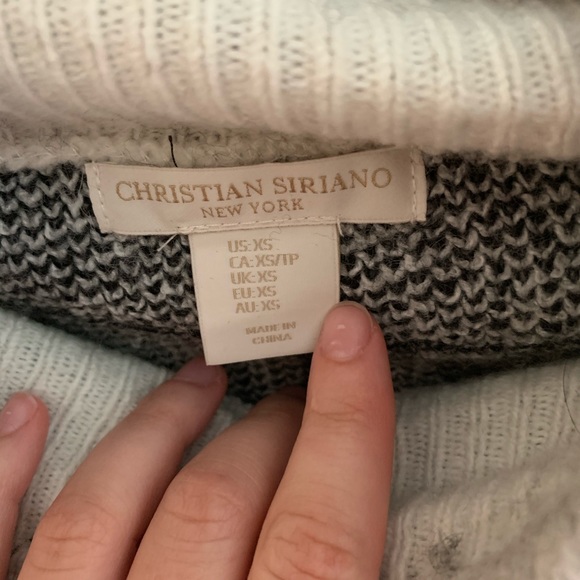 CHRISTIAN SIRIANO
NEW YORK
US: XS
CA: XS/TP
UK: XS
EU: XS
AU: XS
MADE IN
CHINA